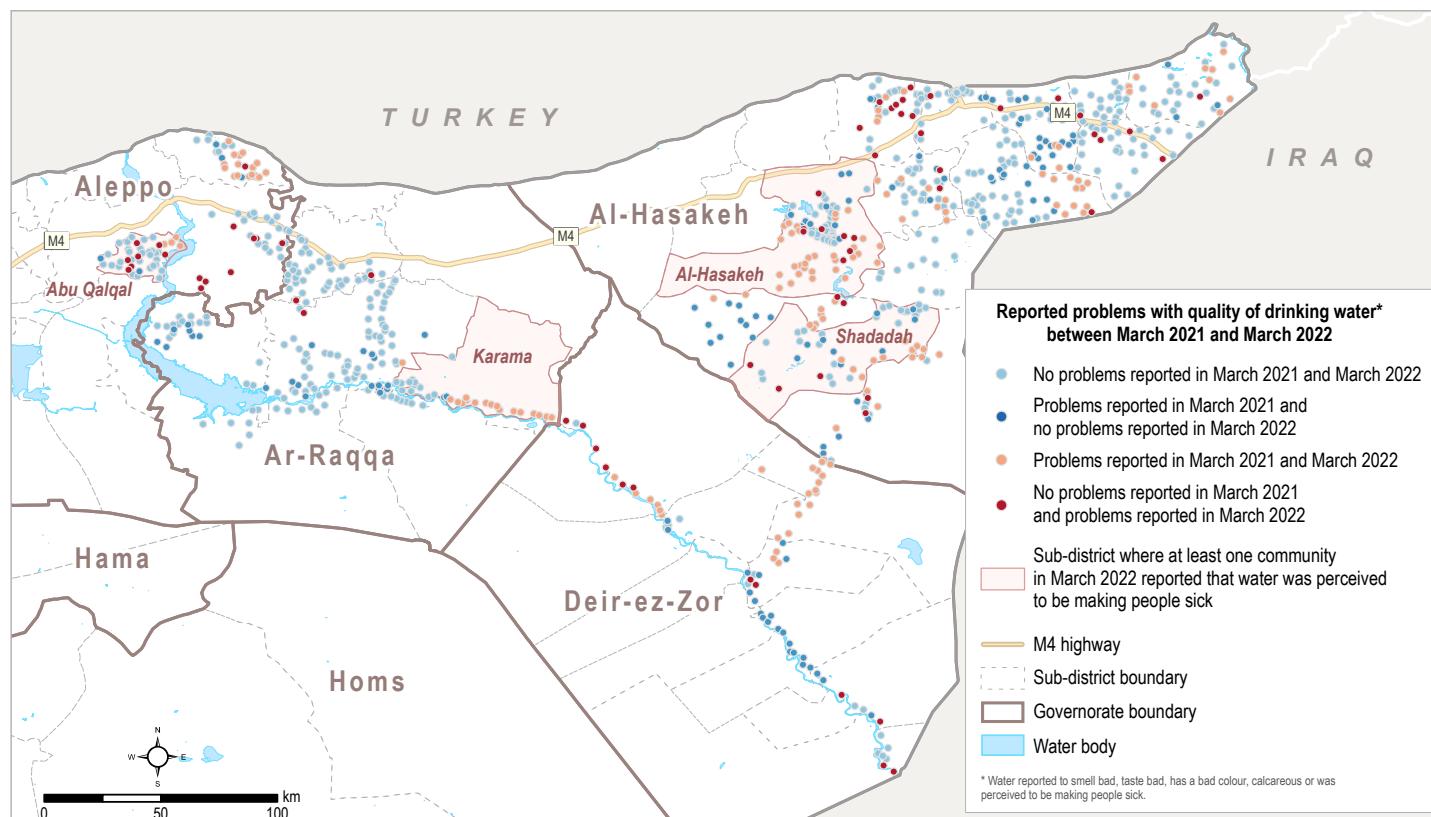 TURKEY
IRAQ
Aleppo
M4
M4
M4
Al-Hasakeh
Al-Hasakeh
Abu Qalqal
Shadadah
Karama
Ar-Raqqa
Hama
Deir-ez-Zor
Homs
N
W E
S
km
0 50 100
Reported problems with quality of drinking water*
between March 2021 and March 2022
No problems reported in March 2021 and March 2022
Problems reported in March 2021 and
no problems reported in March 2022
Problems reported in March 2021 and March 2022
No problems reported in March 2021
and problems reported in March 2022
Sub-district where at least one community
in March 2022 reported that water was perceived
to be making people sick
M4 highway
Sub-district boundary
Governorate boundary
Water body
* Water reported to smell bad, taste bad, has a bad colour, calcareous or was
perceived to be making people sick.